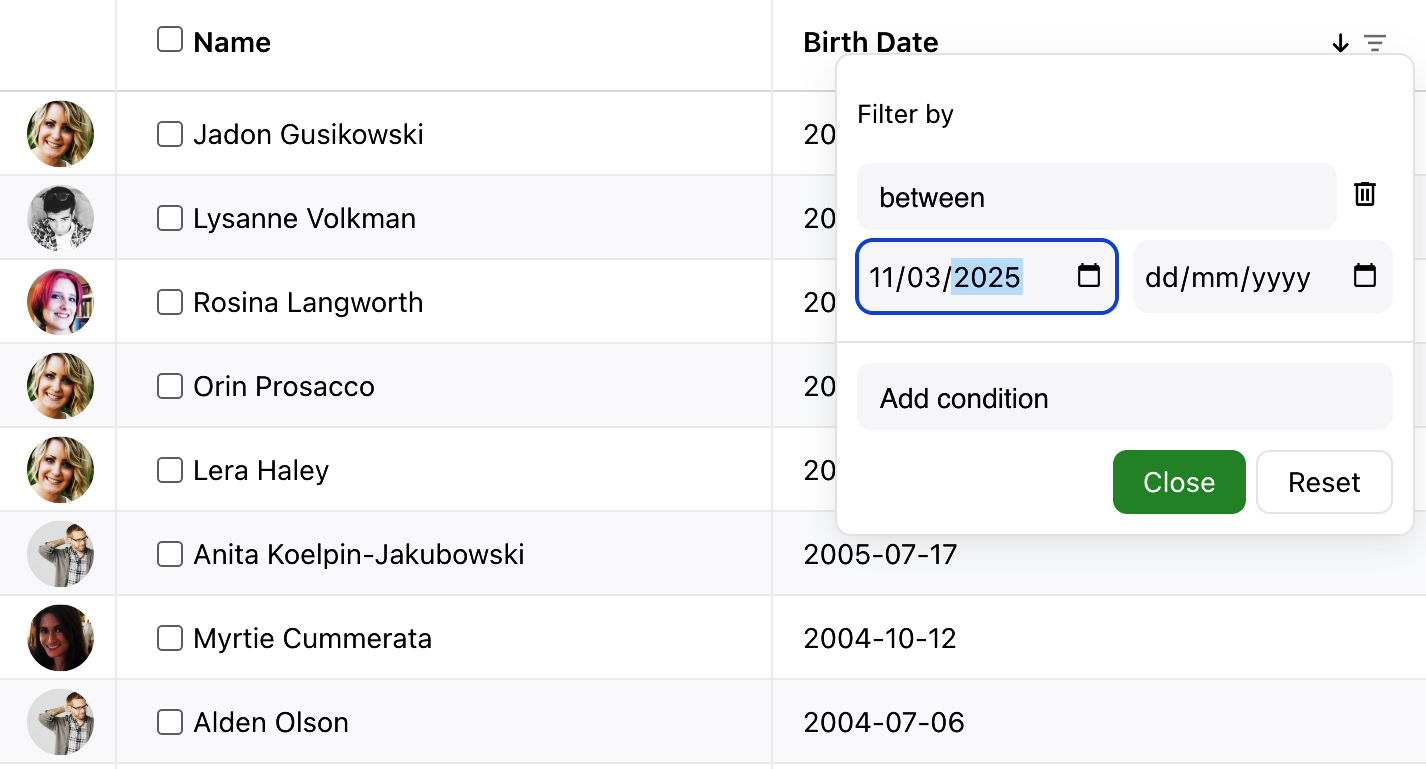 Name
Birth Date
Filter by
between
11/03/2025
dd/mm/yyyy
Add condition
Close
Reset
Jadon Gusikowski
20
Lysanne Volkman
20
Rosina Langworth
20
Orin Prosacco
20
Lera Haley
20
Anita Koelpin-Jakubowski
2005-07-17
Myrtie Cummerata
2004-10-12
Alden Olson
2004-07-06